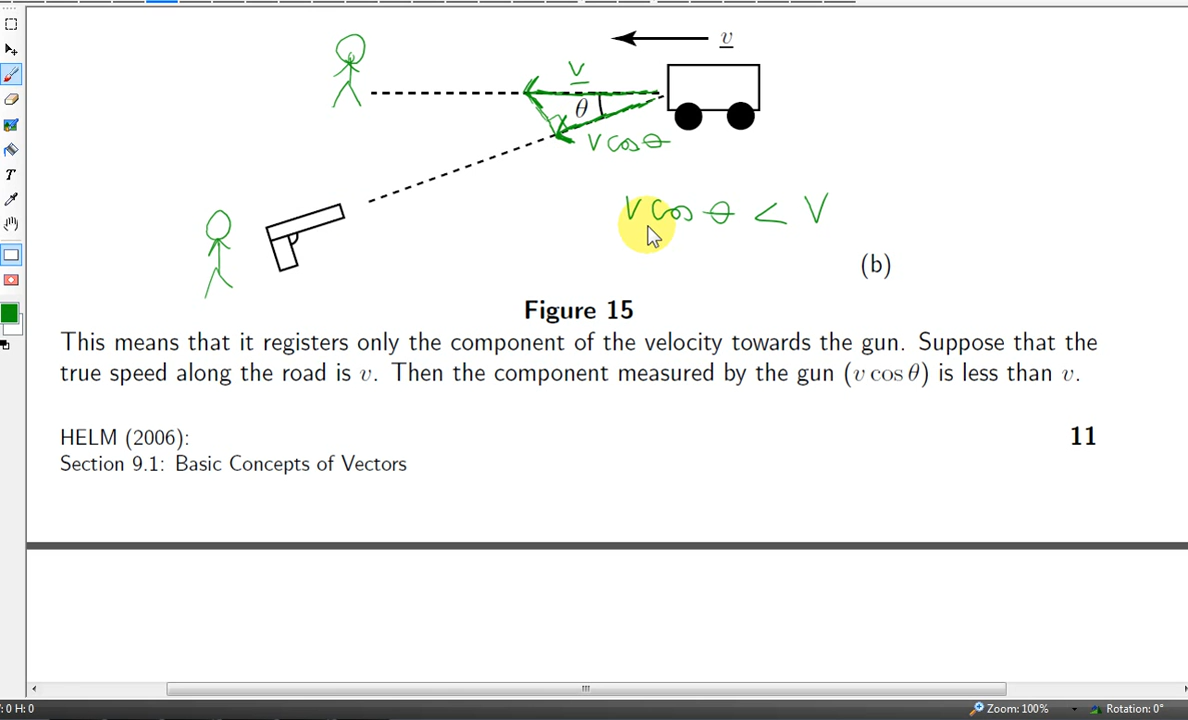 v
V
θ
V Cos θ
V Cos θ < V
(b)
Figure 15
This means that it registers only the component of the velocity towards the gun. Suppose that the
true speed along the road is v. Then the component measured by the gun (v cos θ) is less than v.
HELM (2006):
11
Section 9.1: Basic Concepts of Vectors
T
: 0 H: 0
Zoom: 100%
Rotation: 0°